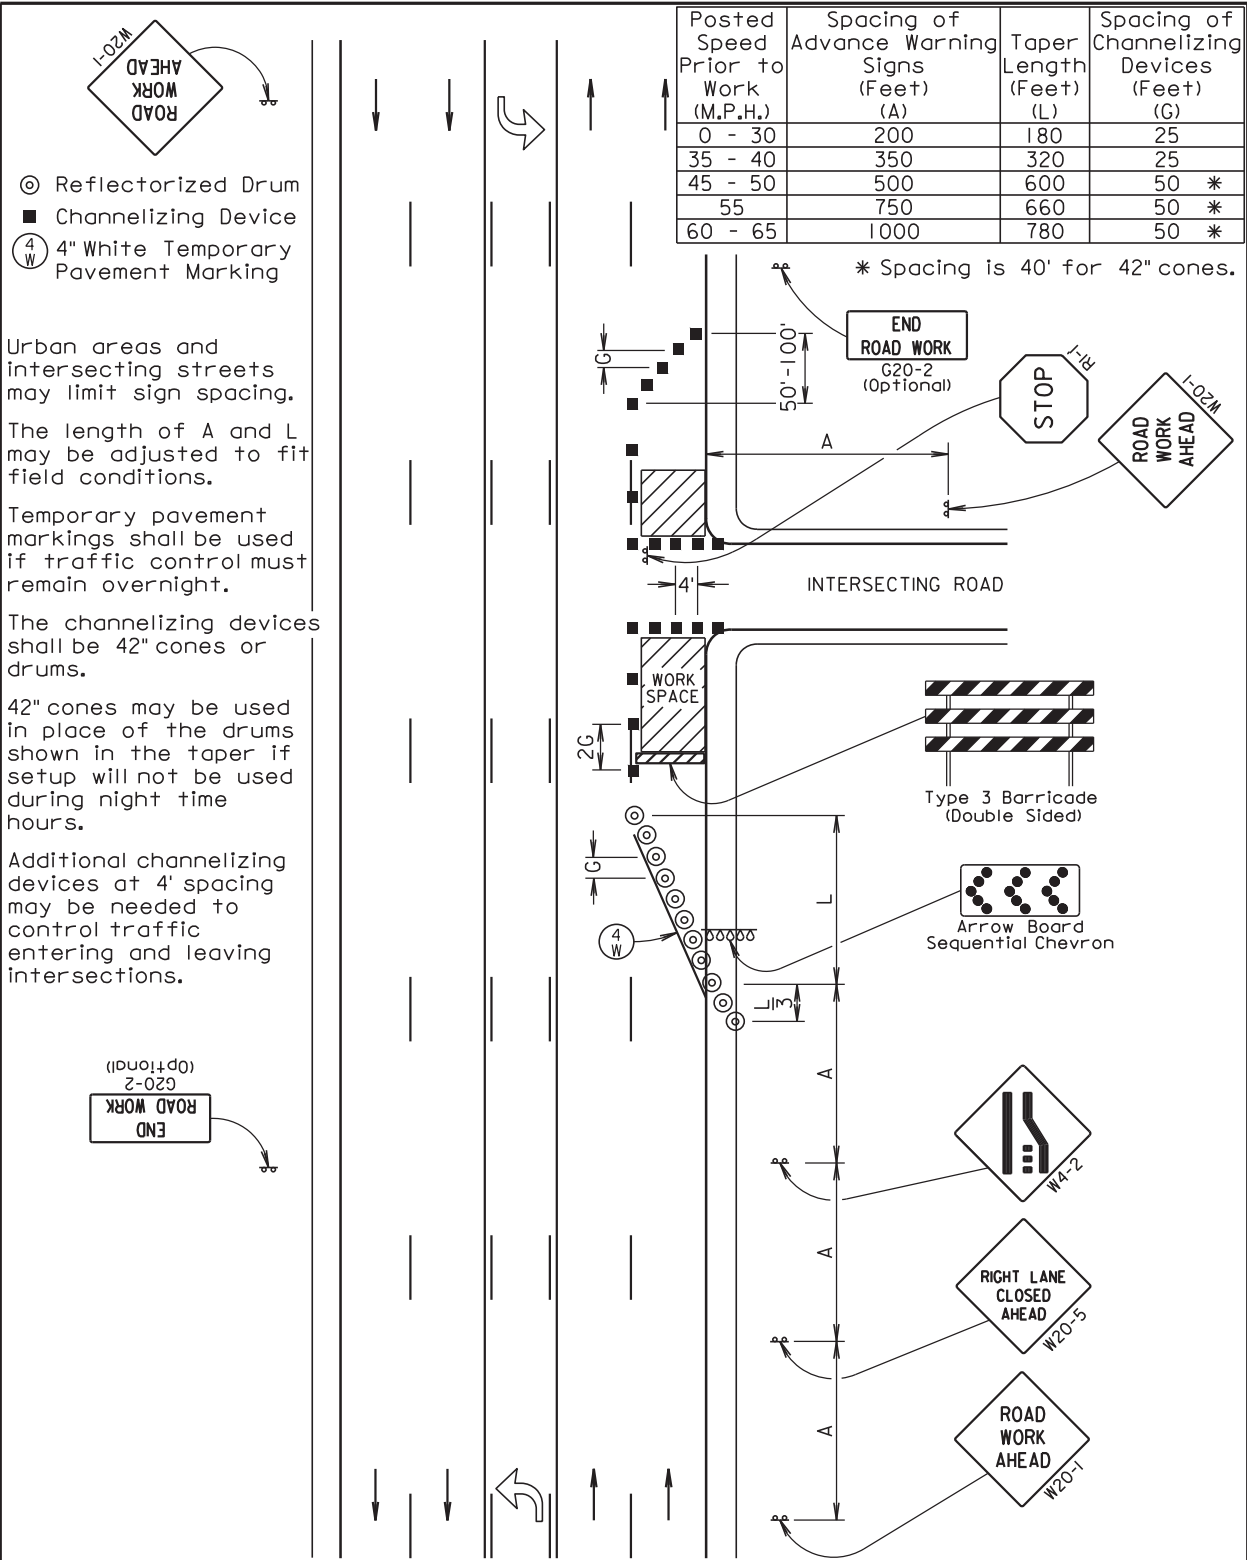 W20-1
ROAD
WORK
AHEAD
Reflectorized Drum
Channelizing Device
4
W
4" White Temporary
Pavement Marking
Urban areas and
intersecting streets
may limit sign spacing.
The length of A and L
may be adjusted to fit
field conditions.
Temporary pavement
markings shall be used
if traffic control must
remain overnight.
The channelizing devices
shall be 42" cones or
drums.
42" cones may be used
in place of the drums
shown in the taper if
setup will not be used
during night time
hours.
Additional channelizing
devices at 4' spacing
may be needed to
control traffic
entering and leaving
intersections.
END
ROAD WORK
G20-2
(Optional)
Posted Speed Prior to Work (M.P.H.) Spacing of Advance Warning Signs (Feet) (A) Taper Length (Feet) (L) Spacing of Channelizing Devices (Feet) (G)
0 - 30 200 180 25
35 - 40 350 320 25
45 - 50 500 600 50 *
55 750 660 50 *
60 - 65 1000 780 50 *
* Spacing is 40' for 42" cones.
END
ROAD WORK
G20-2
(Optional)
G
50'-100'
STOP
R1-1
ROAD
WORK
AHEAD
W20-1
A
4'
INTERSECTING ROAD
WORK
SPACE
2G
Type 3 Barricade
(Double Sided)
G
L
4
W
Arrow Board
Sequential Chevron
L
3
A
W4-2
A
RIGHT LANE
CLOSED
AHEAD
W20-5
A
ROAD
WORK
AHEAD
W20-1